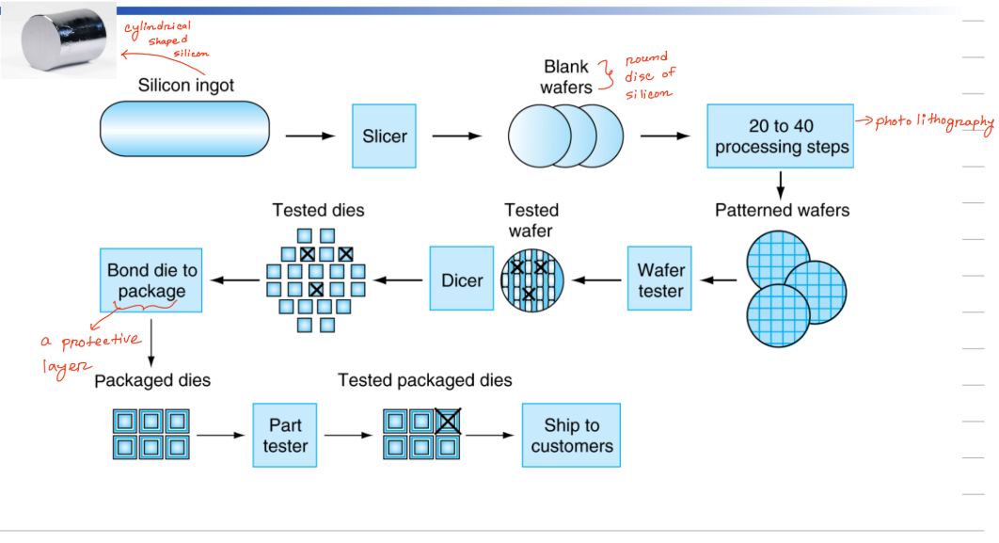 cylindrical
shaped
silicon
Silicon ingot
Slicer
Blank
wafers
round
disc of
silicon
20 to 40
processing steps
photolithography
Patterned wafers
Wafer
tester
Tested
wafer
Dicer
Tested dies
Bond die to
package
a protective
layer
Packaged dies
Part
tester
Tested packaged dies
Ship to
customers